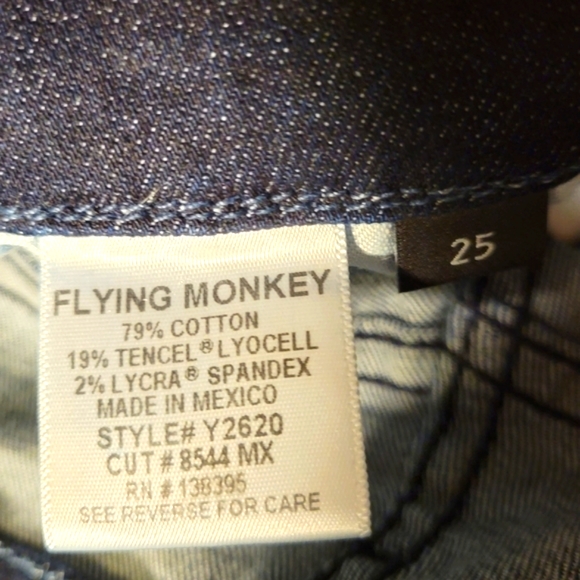 FLYING MONKEY
79% COTTON
19% TENCEL® LYOCELL
2% LYCRA® SPANDEX
MADE IN MEXICO
STYLE# Y2620
CUT # 8544 MX
RN # 138395
SEE REVERSE FOR CARE
25